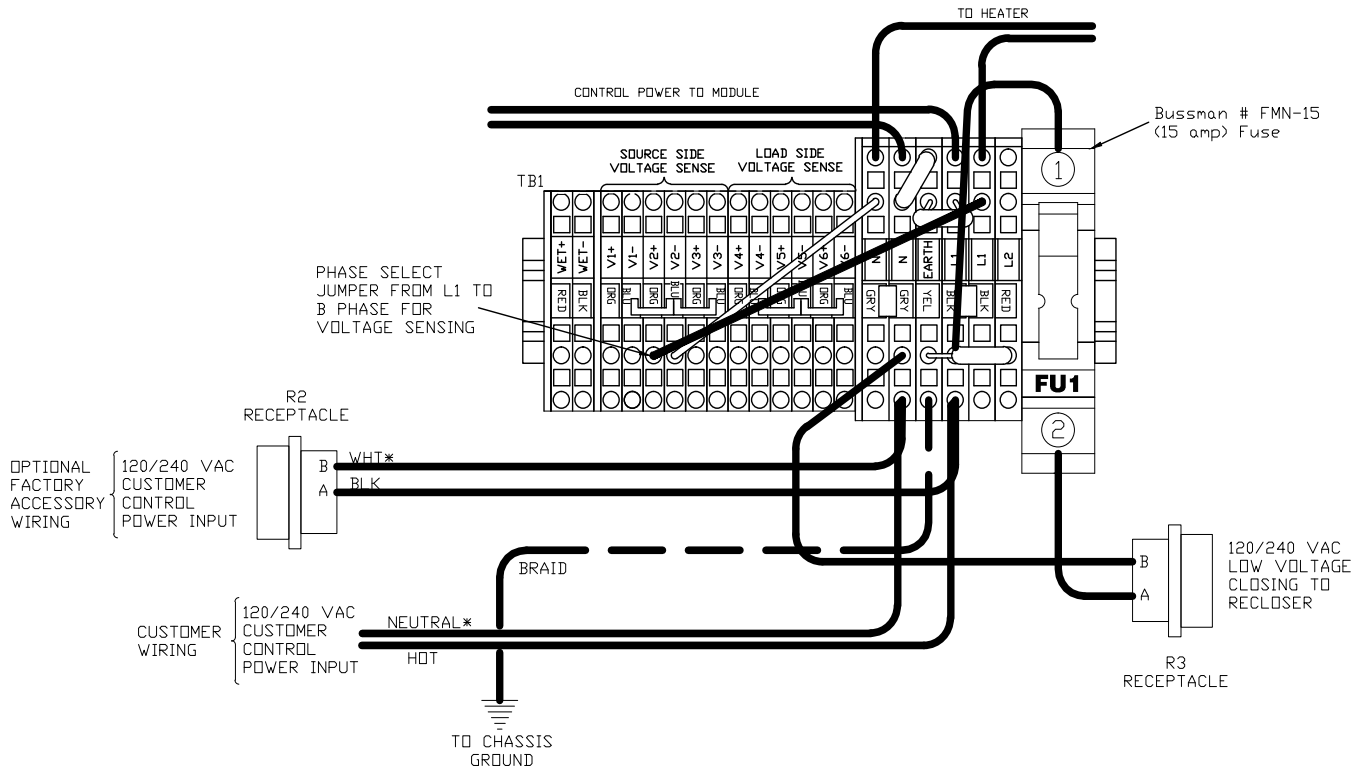 TO HEATER
CONTROL POWER TO MODULE
Bussman # FMN-15
(15 amp) Fuse
SOURCE SIDE
VOLTAGE SENSE
LOAD SIDE
VOLTAGE SENSE
TB1
1
WET+
WET-
V1+
V1-
V2+
V2-
V3+
V3-
V4+
V4-
V5+
V5-
V6+
V6-
N
N
EARTH
L1
L1
L2
RED
BLK
ORG
BLU
ORG
BLU
ORG
BLU
ORG
BLU
ORG
BLU
ORG
BLU
GRY
GRY
YEL
BLK
BLK
RED
PHASE SELECT
JUMPER FROM L1 TO
B PHASE FOR
VOLTAGE SENSING
FU1
2
R2
RECEPTACLE
OPTIONAL
FACTORY
ACCESSORY
WIRING
120/240 VAC
CUSTOMER
CONTROL
POWER INPUT
B
A
WHT*
BLK
BRAID
120/240 VAC
LOW VOLTAGE
CLOSING TO
RECLOSER
B
A
R3
RECEPTACLE
CUSTOMER
WIRING
120/240 VAC
CUSTOMER
CONTROL
POWER INPUT
NEUTRAL*
HOT
TO CHASSIS
GROUND